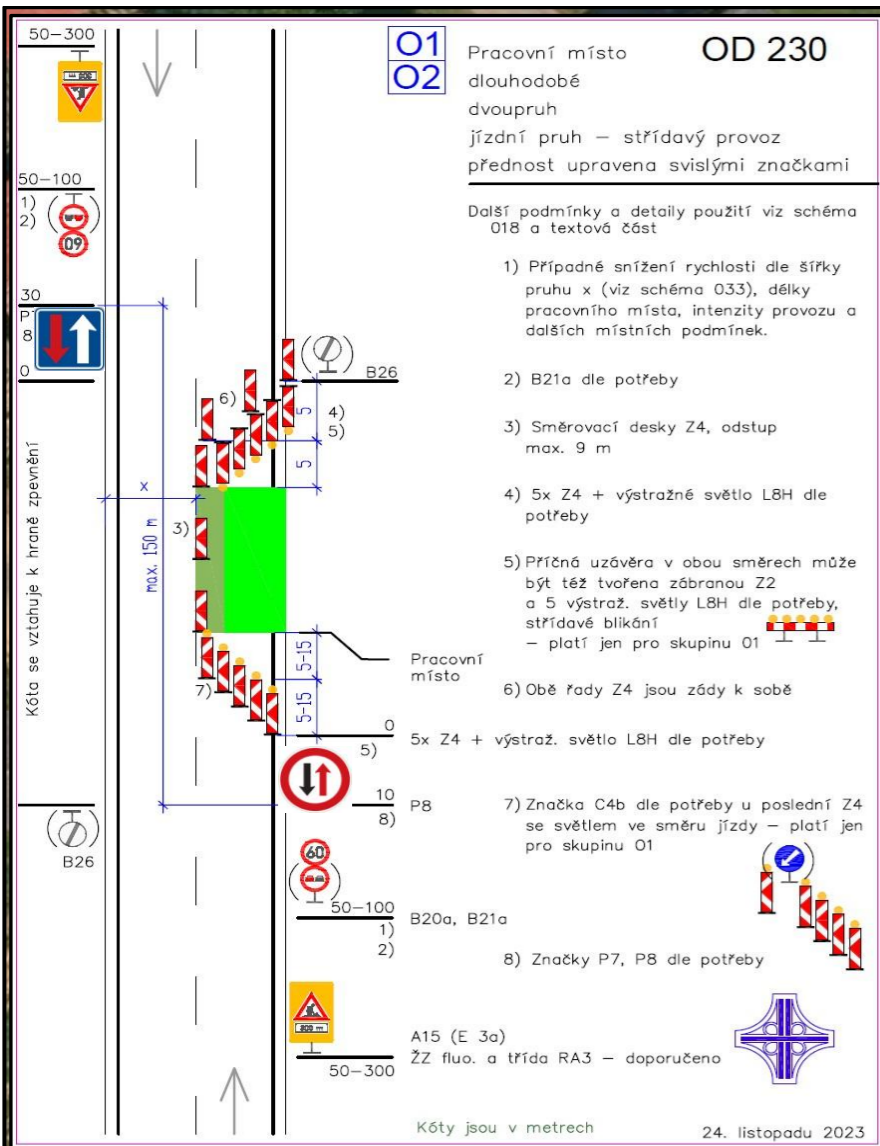 50-300
300 m
50-100
1)
2)
60
30
P7
8
0
Kóta se vztahuje k hraně zpevnění
x
max. 150 m
B26
6)
5
4)
5)
5
B26
3)
5-15
Pracovní
místo
7)
5-15
0
5)
5x Z4 + výstraž. světlo L8H dle potřeby
10
P8
8)
60
50-100
B20a, B21a
1)
2)
300 m
A15 (E 3a)
50-300
ŽZ fluo. a třída RA3 – doporučeno
O1
O2
OD 230
Pracovní místo
dlouhodobé
dvoupruh
jízdní pruh – střídavý provoz
přednost upravena svislými značkami
Další podmínky a detaily použití viz schéma
018 a textová část
1) Případné snížení rychlosti dle šířky
pruhu x (viz schéma 033), délky
pracovního místa, intenzity provozu a
dalších místních podmínek.
2) B21a dle potřeby
3) Směrovací desky Z4, odstup
max. 9 m
4) 5x Z4 + výstražné světlo L8H dle
potřeby
5) Příčná uzávěra v obou směrech může
být též tvořena zábranou Z2
a 5 výstraž. světly L8H dle potřeby,
střídavé blikání
– platí jen pro skupinu O1
6) Obě řady Z4 jsou zády k sobě
7) Značka C4b dle potřeby u poslední Z4
se světlem ve směru jízdy – platí jen
pro skupinu O1
8) Značky P7, P8 dle potřeby
Kóty jsou v metrech
24. listopadu 2023